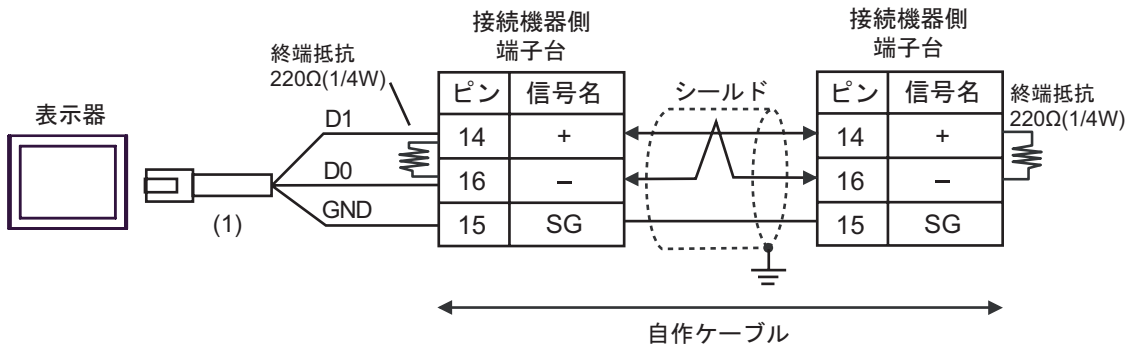 接続機器側
端子台
接続機器側
端子台
終端抵抗
220Ω(1/4W)
ピン 信号名
シールド
ピン 信号名
終端抵抗
220Ω(1/4W)
表示器
D1
14 +
14 +
D0
16 −
16 −
GND
15 SG
15 SG
(1)
自作ケーブル